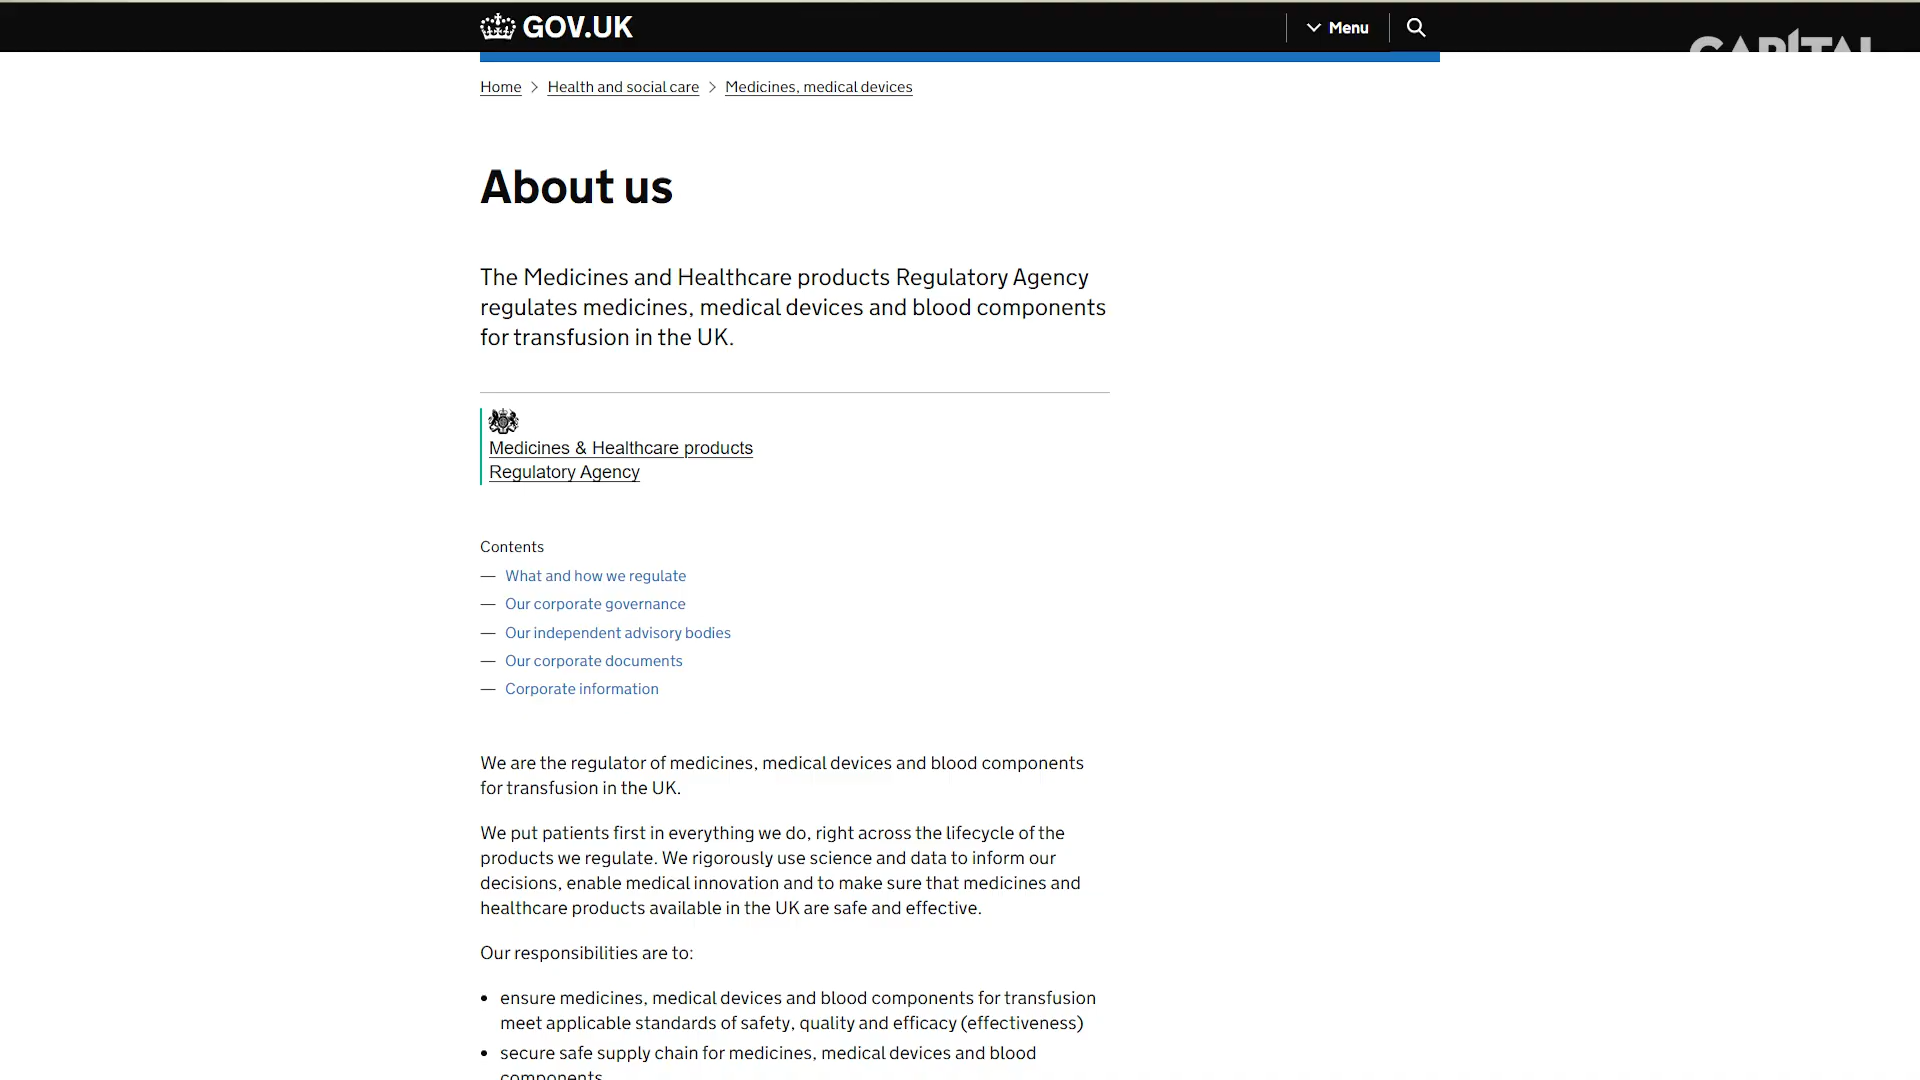 GOV.UK
Menu
CAPITAL
Home > Health and social care > Medicines, medical devices
About us
The Medicines and Healthcare products Regulatory Agency
regulates medicines, medical devices and blood components
for transfusion in the UK.
Medicines & Healthcare products
Regulatory Agency
Contents
— What and how we regulate
— Our corporate governance
— Our independent advisory bodies
— Our corporate documents
— Corporate information
We are the regulator of medicines, medical devices and blood components
for transfusion in the UK.
We put patients first in everything we do, right across the lifecycle of the
products we regulate. We rigorously use science and data to inform our
decisions, enable medical innovation and to make sure that medicines and
healthcare products available in the UK are safe and effective.
Our responsibilities are to:
• ensure medicines, medical devices and blood components for transfusion
meet applicable standards of safety, quality and efficacy (effectiveness)
• secure safe supply chain for medicines, medical devices and blood
components